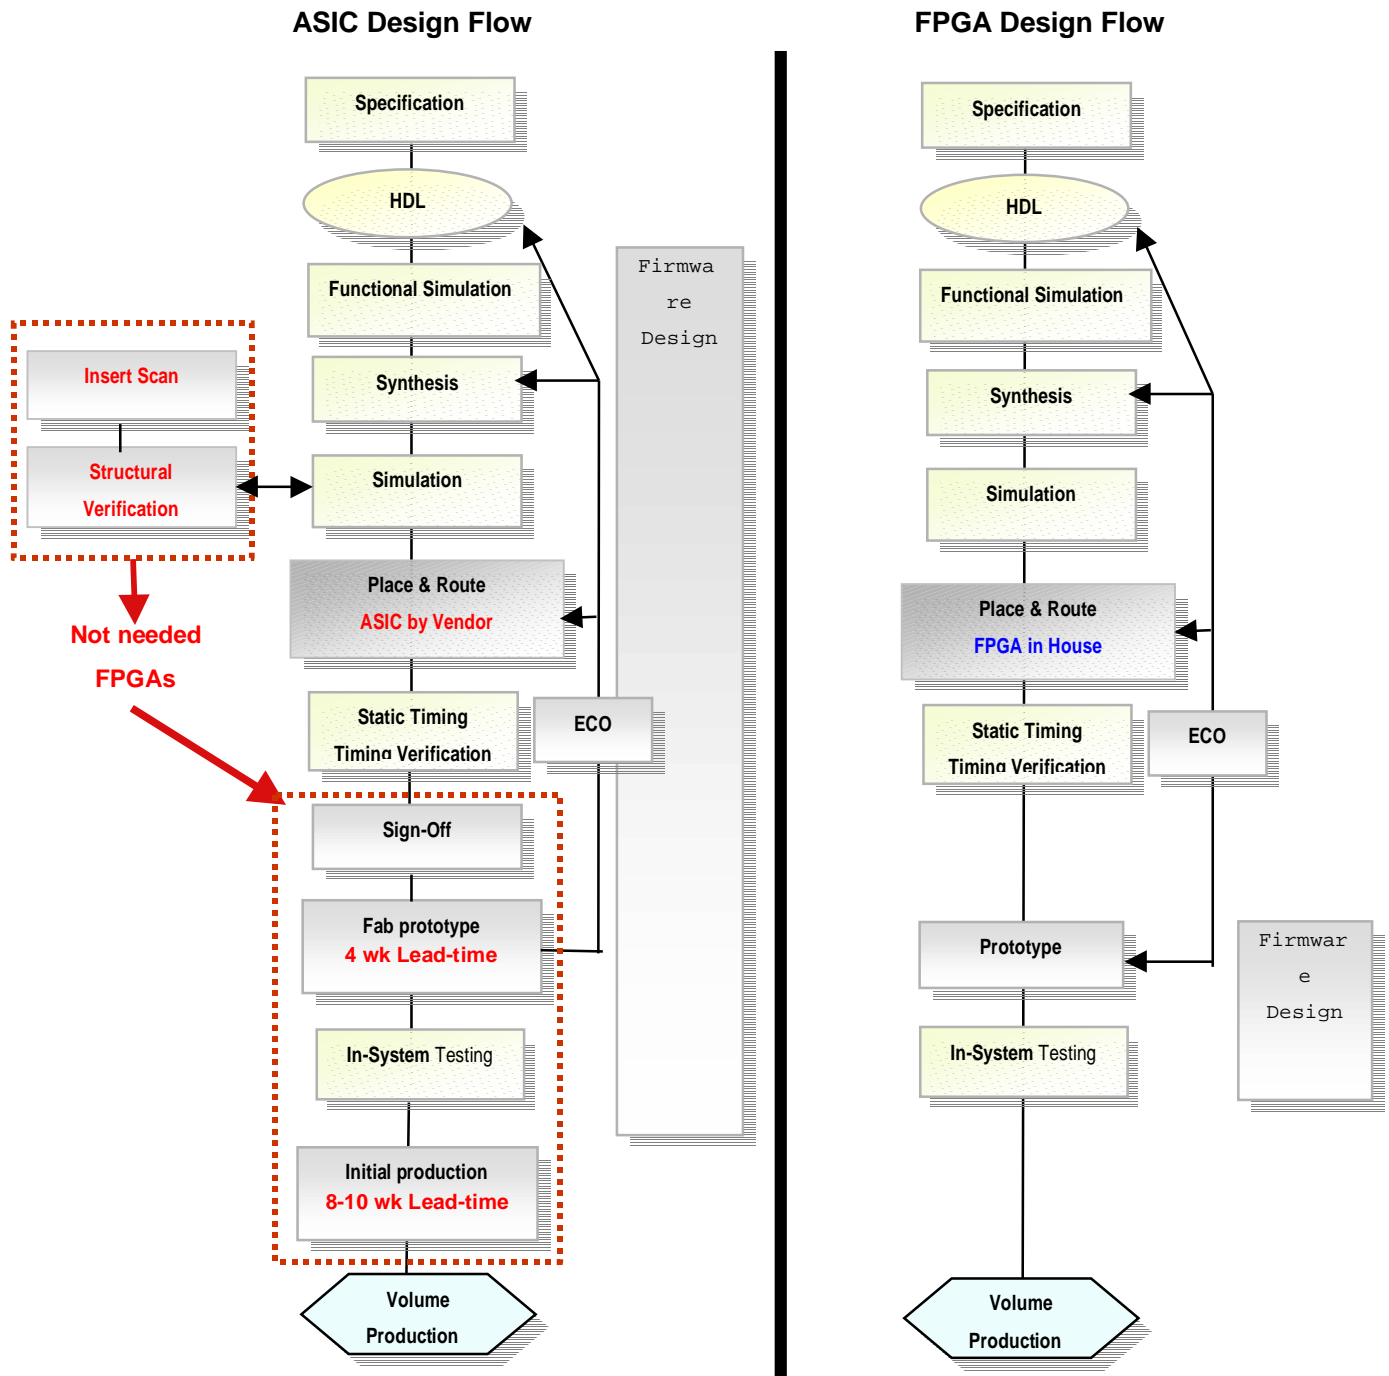 ASIC Design Flow
Specification
HDL
Functional Simulation
Synthesis
Simulation
Insert Scan
Structural
Verification
Not needed
FPGAs
Place & Route
ASIC by Vendor
Static Timing
Timing Verification
ECO
Firmwa
re
Design
Sign-Off
Fab prototype
4 wk Lead-time
In-System Testing
Initial production
8-10 wk Lead-time
Volume
Production
FPGA Design Flow
Specification
HDL
Functional Simulation
Synthesis
Simulation
Place & Route
FPGA in House
Static Timing
Timing Verification
ECO
Prototype
Firmwar
e
Design
In-System Testing
Volume
Production